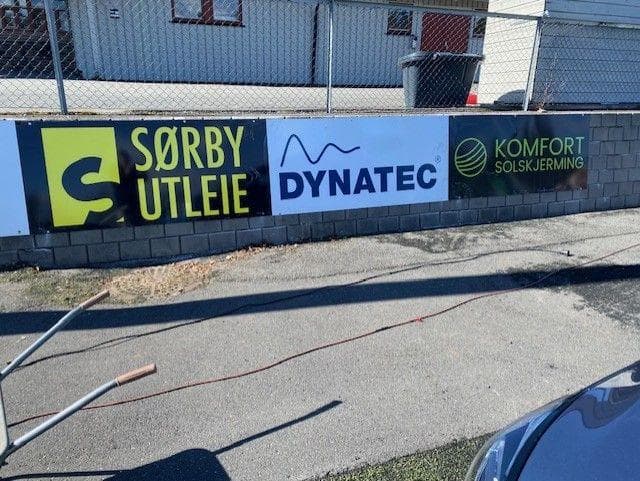 SØRBY
UTLEIE
DYNATEC®
KOMFORT
SOLSKJERMING